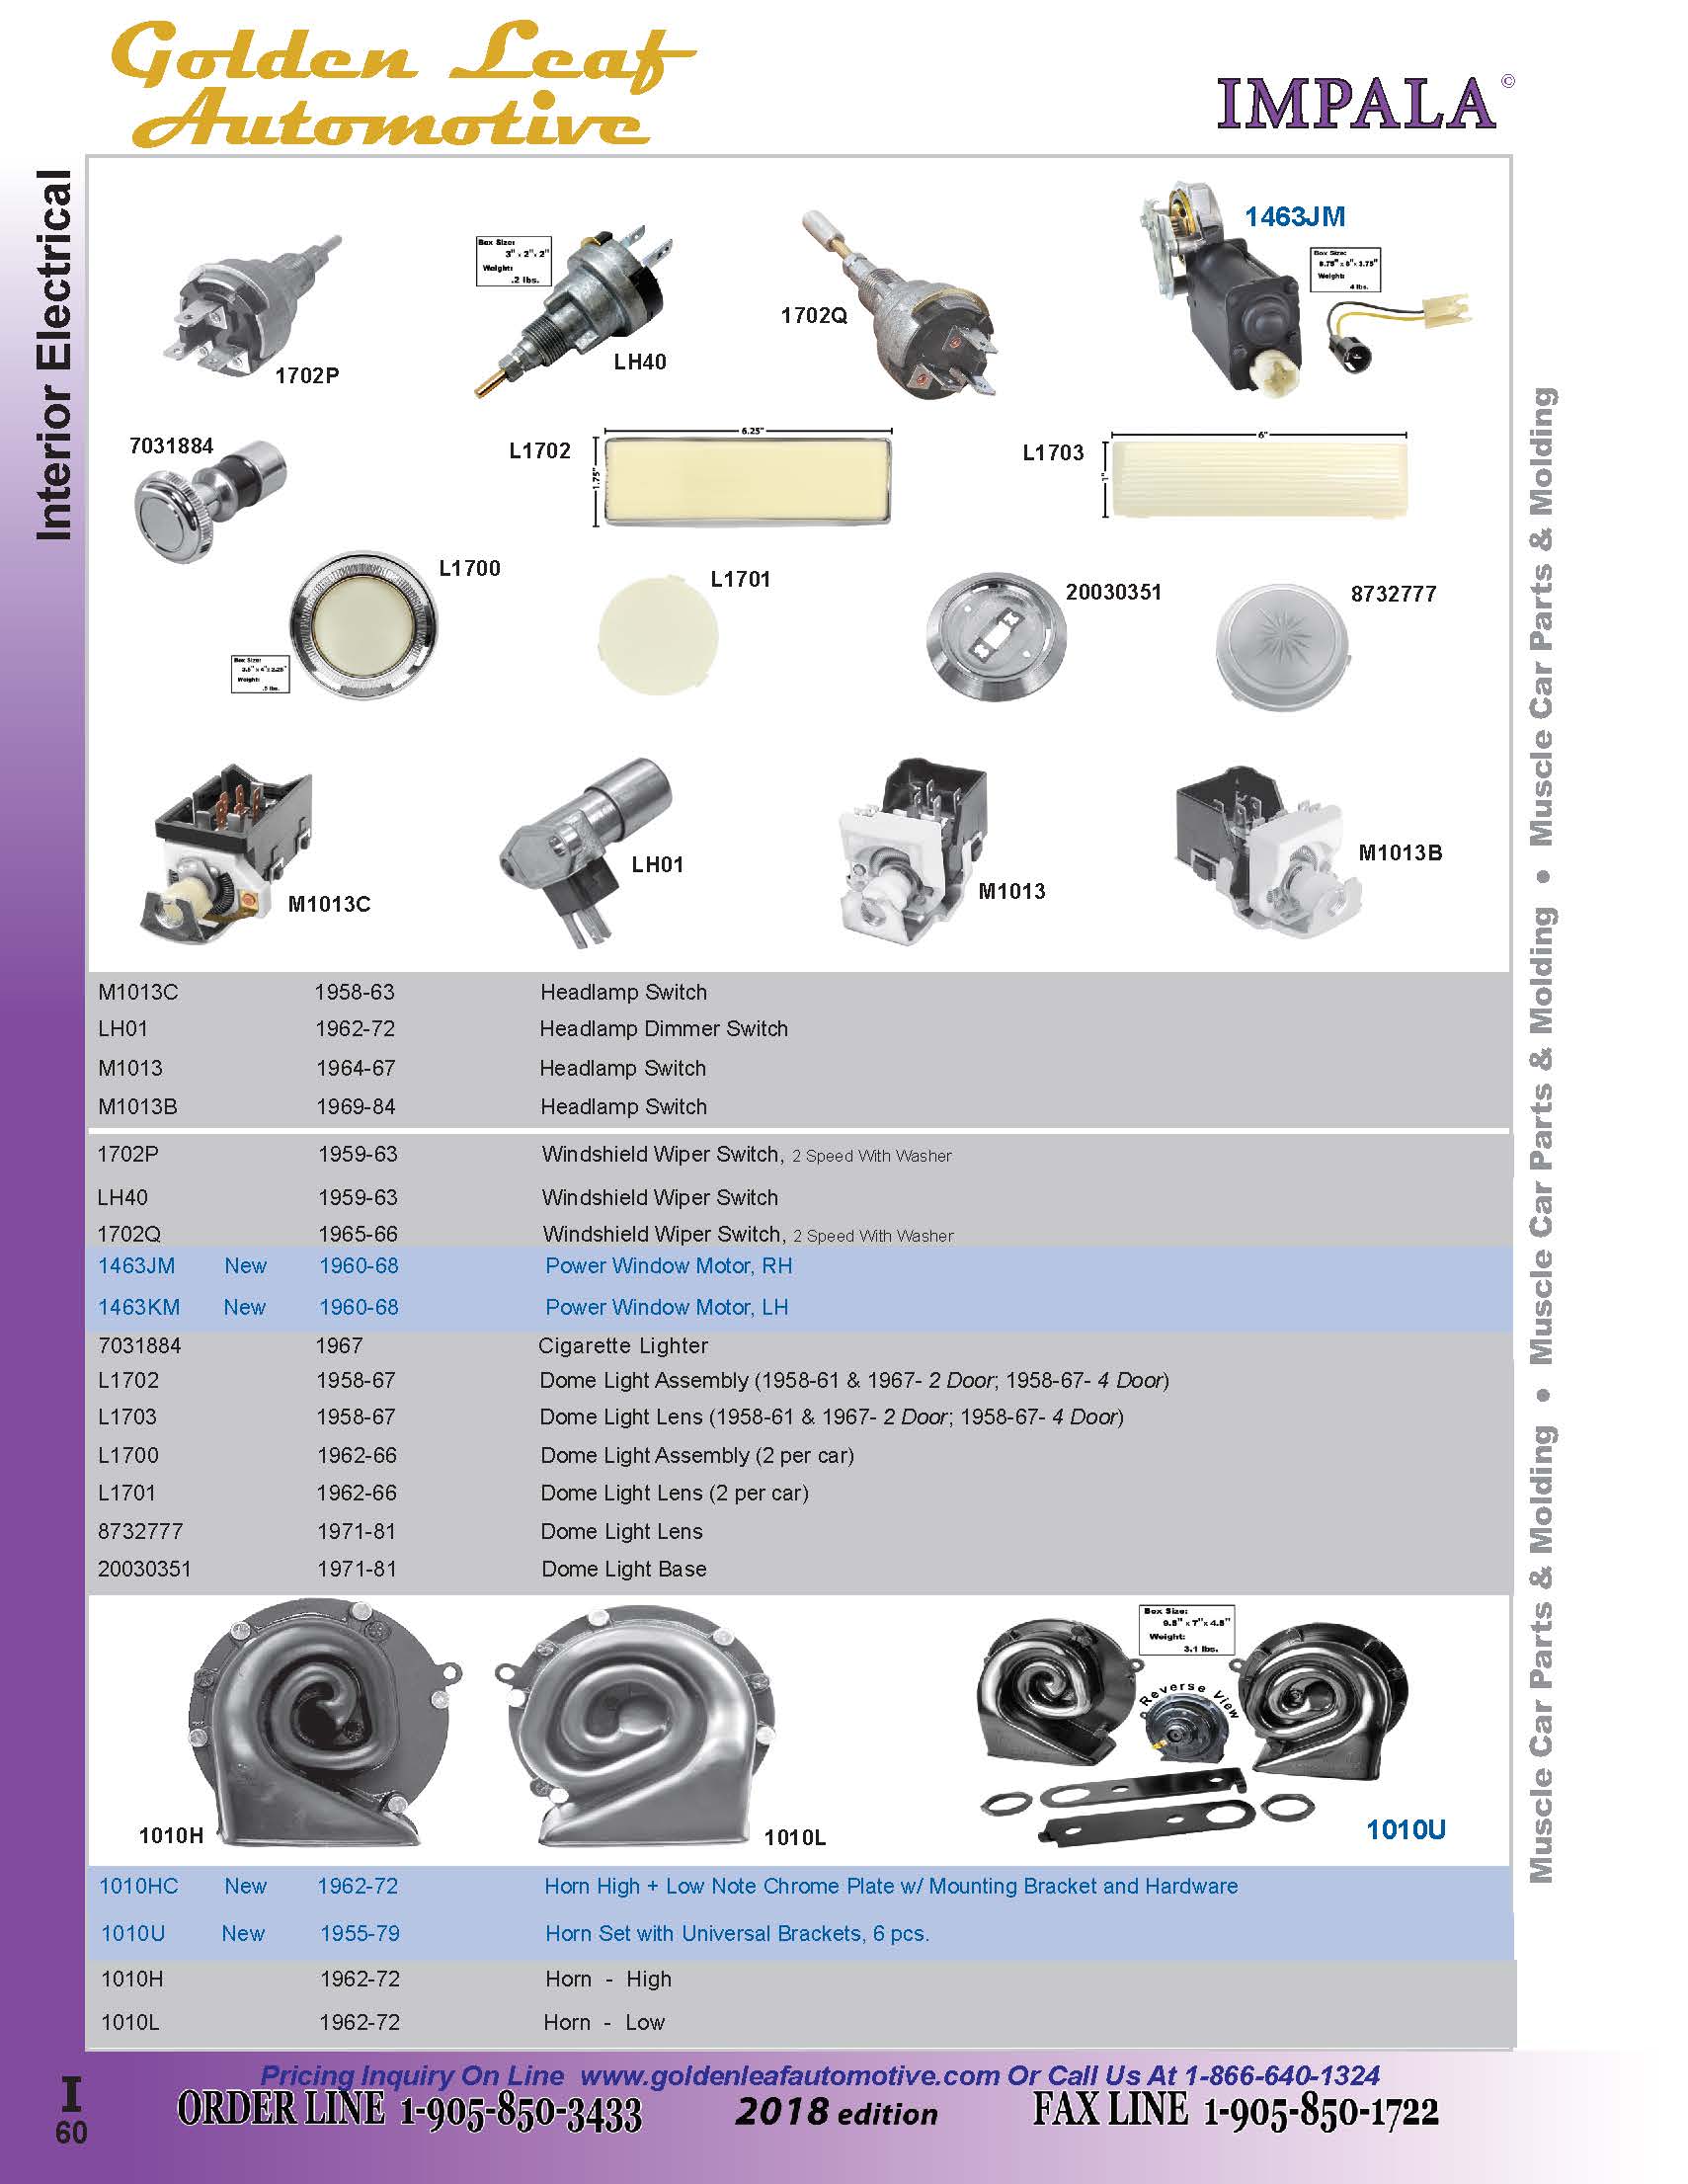 Golden Leaf
Automotive
IMPALA©
Interior Electrical
1702P
Box Size:
3" x 2" x 2"
Weight:
.2 lbs.
LH40
1702Q
1463JM
Box Size:
8.75" x 6" x 3.75"
Weight:
4 lbs.
7031884
L1702
6.25"
1.75"
L1703
6"
1"
L1700
Box Size:
Weight:
L1701
20030351
8732777
M1013C
LH01
M1013
M1013B
M1013C 1958-63 Headlamp Switch
LH01 1962-72 Headlamp Dimmer Switch
M1013 1964-67 Headlamp Switch
M1013B 1969-84 Headlamp Switch
1702P 1959-63 Windshield Wiper Switch, 2 Speed With Washer
LH40 1959-63 Windshield Wiper Switch
1702Q 1965-66 Windshield Wiper Switch, 2 Speed With Washer
1463JM New 1960-68 Power Window Motor, RH
1463KM New 1960-68 Power Window Motor, LH
7031884 1967 Cigarette Lighter
L1702 1958-67 Dome Light Assembly (1958-61 & 1967- 2 Door; 1958-67- 4 Door)
L1703 1958-67 Dome Light Lens (1958-61 & 1967- 2 Door; 1958-67- 4 Door)
L1700 1962-66 Dome Light Assembly (2 per car)
L1701 1962-66 Dome Light Lens (2 per car)
8732777 1971-81 Dome Light Lens
20030351 1971-81 Dome Light Base
1010H
1010L
Box Size:
9.5" x 7" x 4.5"
Weight:
3.1 lbs.
Reverse View
1010U
1010HC New 1962-72 Horn High + Low Note Chrome Plate w/ Mounting Bracket and Hardware
1010U New 1955-79 Horn Set with Universal Brackets, 6 pcs.
1010H 1962-72 Horn - High
1010L 1962-72 Horn - Low
Muscle Car Parts & Molding • Muscle Car Parts & Molding • Muscle Car Parts & Molding
Pricing Inquiry On Line www.goldenleafautomotive.com Or Call Us At 1-866-640-1324
ORDER LINE 1-905-850-3433 2018 edition FAX LINE 1-905-850-1722
I
60